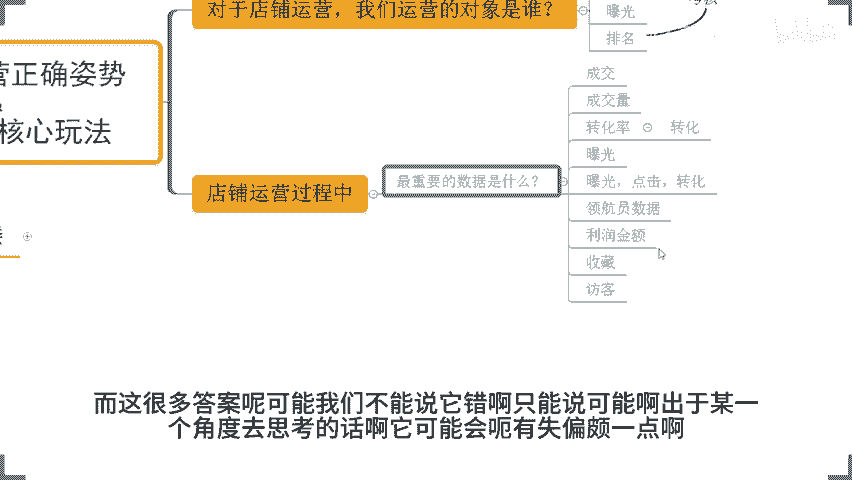 对于店铺运营，我们运营的对象是谁？
曝光
排名
营正确姿势
核心玩法
店铺运营过程中
最重要的数据是什么？
成交
成交量
转化率 转化
曝光
曝光，点击，转化
领航员数据
利润金额
收藏
访客
而这很多答案呢可能我们不能说它错啊只能说可能啊出于某一
个角度去思考的话啊它可能会呃有失偏颇一点啊